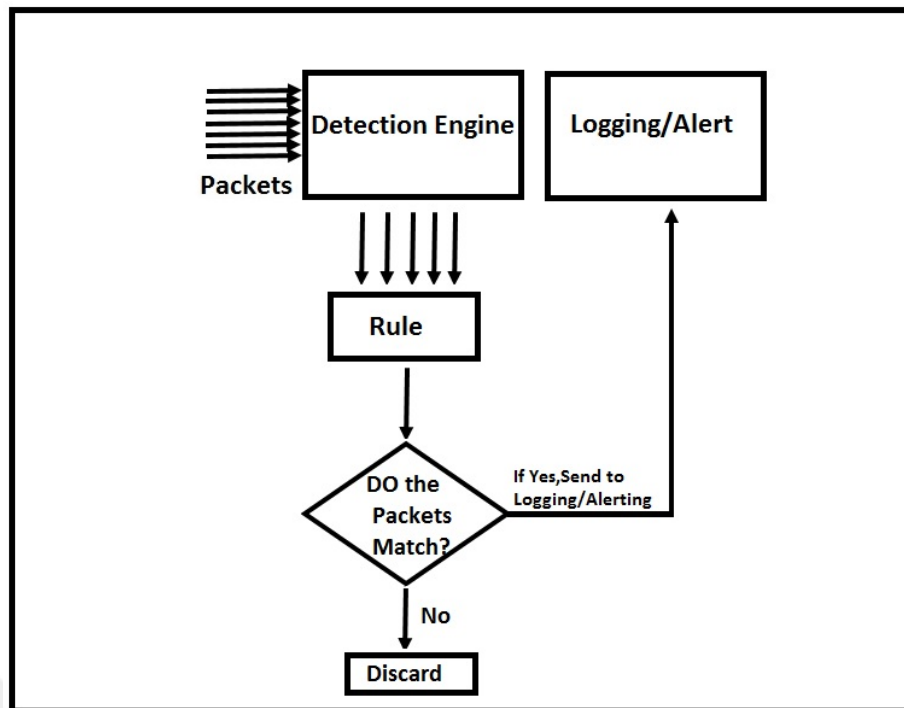 Detection Engine
Logging/Alert
Packets
Rule
DO the
Packets
Match?
If Yes,Send to
Logging/Alerting
No
Discard